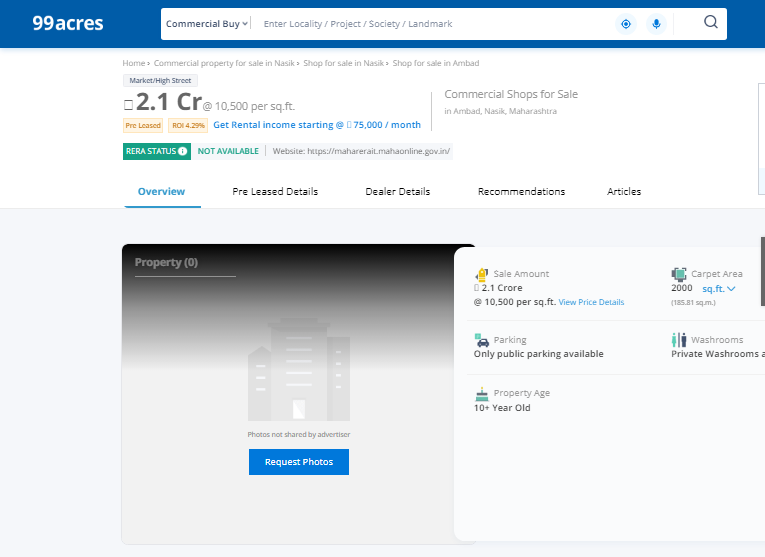 99acres
Commercial Buy
Enter Locality / Project / Society / Landmark
Home › Commercial property for sale in Nasik › Shop for sale in Nasik › Shop for sale in Ambad
Market/High Street
2.1 Cr @ 10,500 per sq.ft.
Commercial Shops for Sale
in Ambad, Nasik, Maharashtra
Pre Leased ROI 4.29% Get Rental income starting @ 75,000 / month
RERA STATUS NOT AVAILABLE Website: https://maharerait.mahaonline.gov.in/
Overview Pre Leased Details Dealer Details Recommendations Articles
Property (0)
Photos not shared by advertiser
Request Photos
Sale Amount
2.1 Crore
@ 10,500 per sq.ft. View Price Details
Carpet Area
2000 sq.ft.
(185.81 sq.m.)
Parking
Only public parking available
Washrooms
Private Washrooms a
Property Age
10+ Year Old